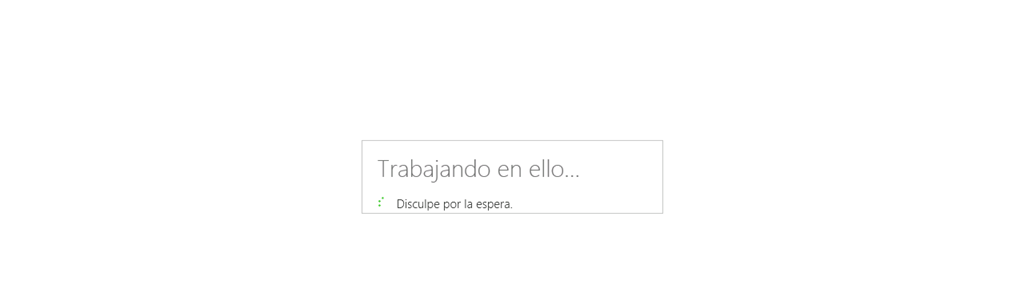 Trabajando en ello...
Disculpe por la espera.